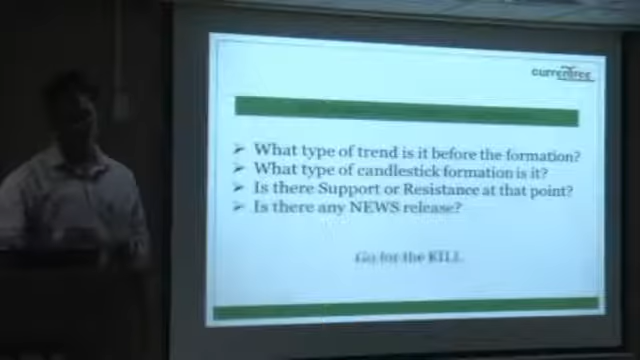 currentree
What type of trend is it before the formation?
What type of candlestick formation is it?
Is there Support or Resistance at that point?
Is there any NEWS release?
Go for the KILL